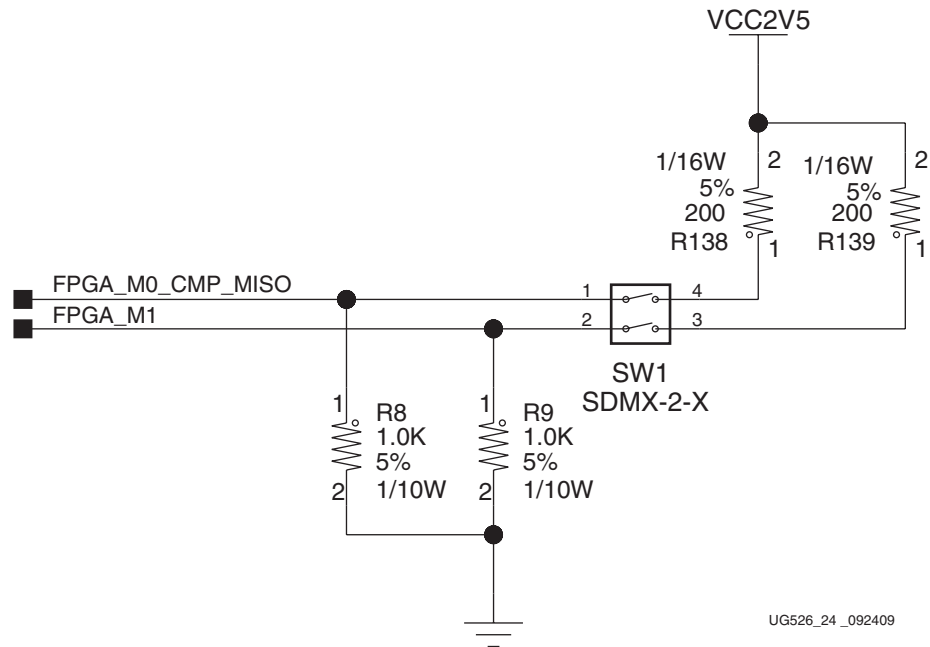 VCC2V5
1/16W 2 1/16W 2
5% 5%
200 200
R138 1 R139 1
FPGA_M0_CMP_MISO 1 4
FPGA_M1 2 3
SW1
SDMX-2-X
1 R8 1 R9
1.0K 1.0K
5% 5%
2 1/10W 2 1/10W
UG526_24 _092409